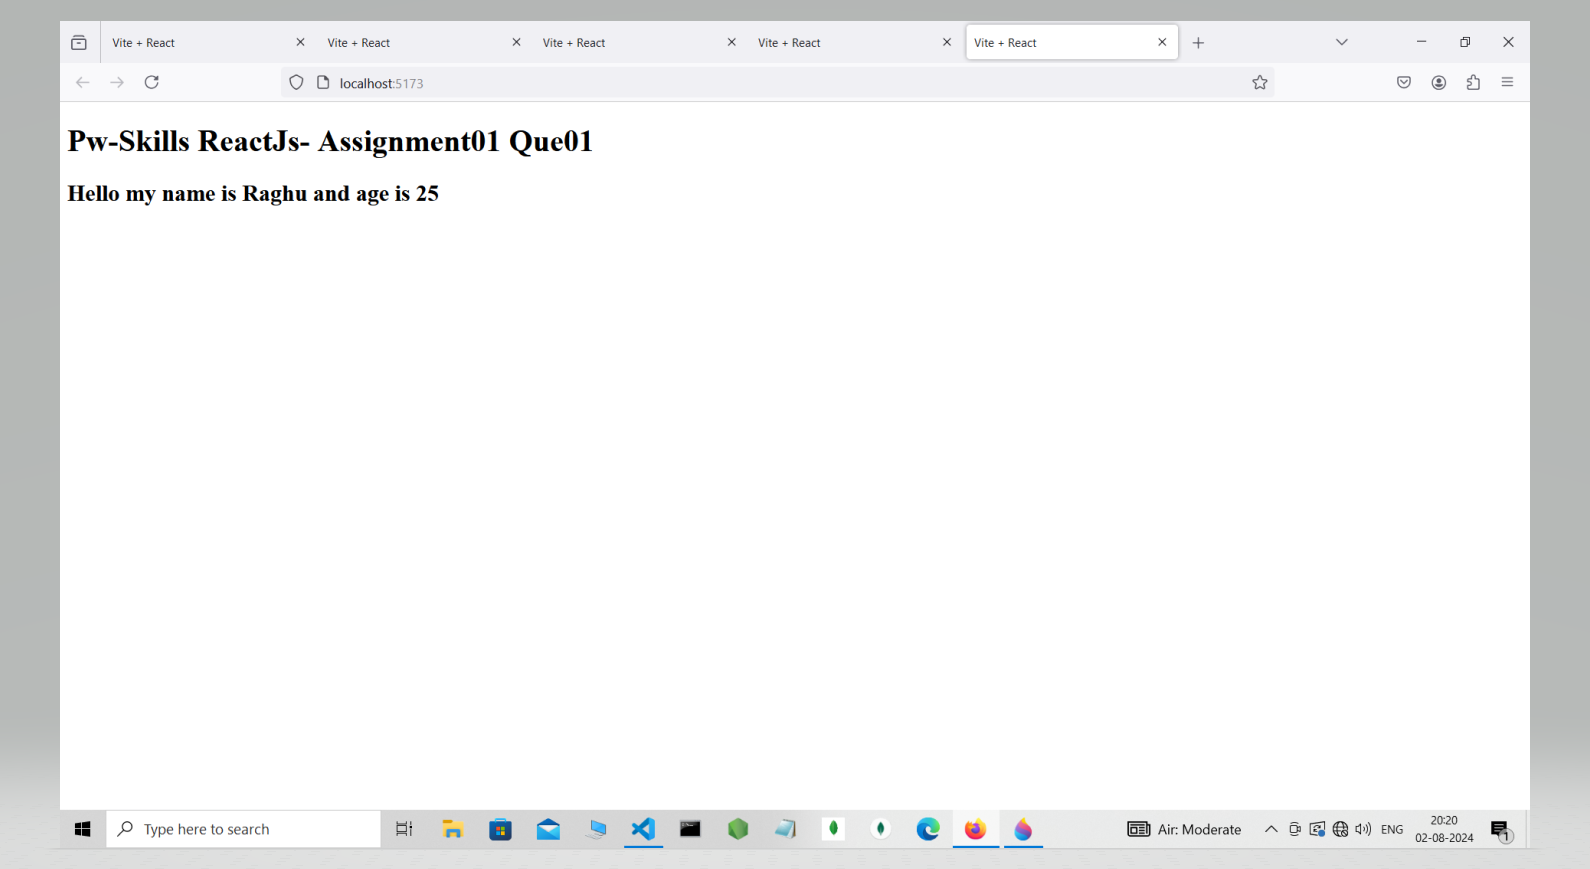 Vite + React Vite + React Vite + React Vite + React Vite + React
localhost:5173
Pw-Skills ReactJs- Assignment01 Que01
Hello my name is Raghu and age is 25
Type here to search
Air: Moderate
ENG
20:20
02-08-2024
1